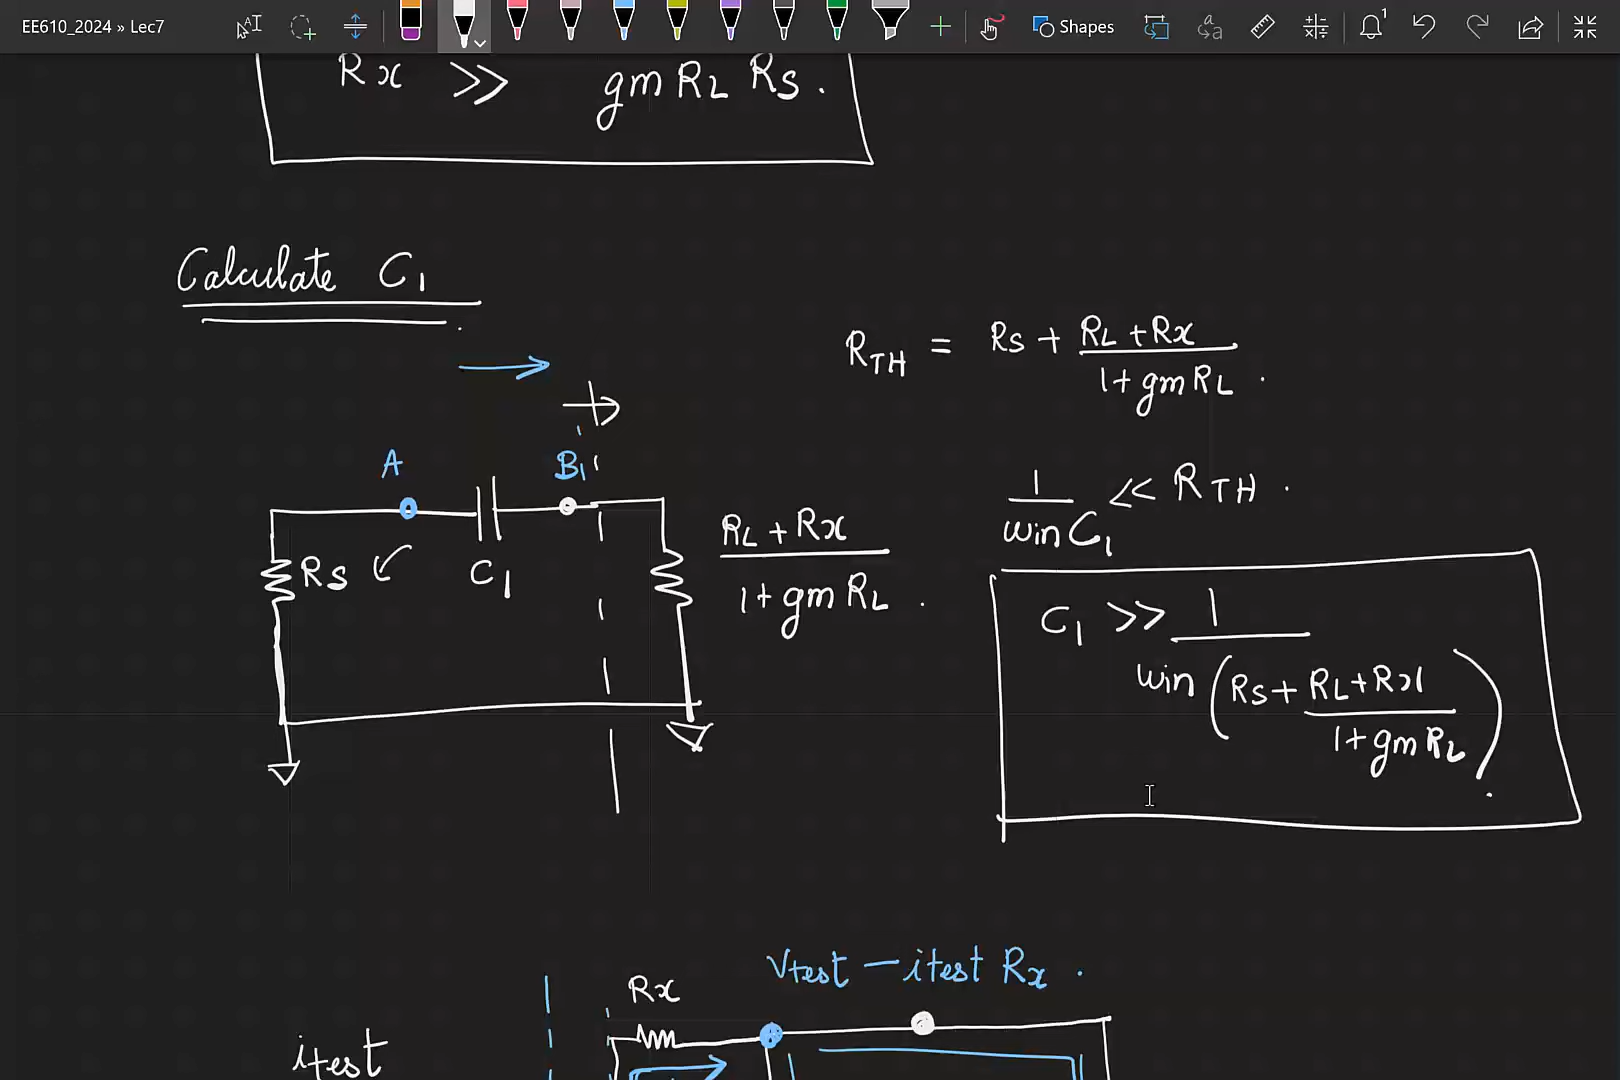 EE610_2024 » Lec7
Shapes
1
Rx >> gm RL Rs .
Calculate C1
RTH = Rs + (RL + Rx) / (1 + gm RL) .
A
B
Rs
C1
(RL + Rx) / (1 + gm RL) .
1 / (win C1) << RTH .
C1 >> 1 / (win (Rs + (RL + Rx) / (1 + gm RL))) .
Vtest – itest Rx .
Rx
itest